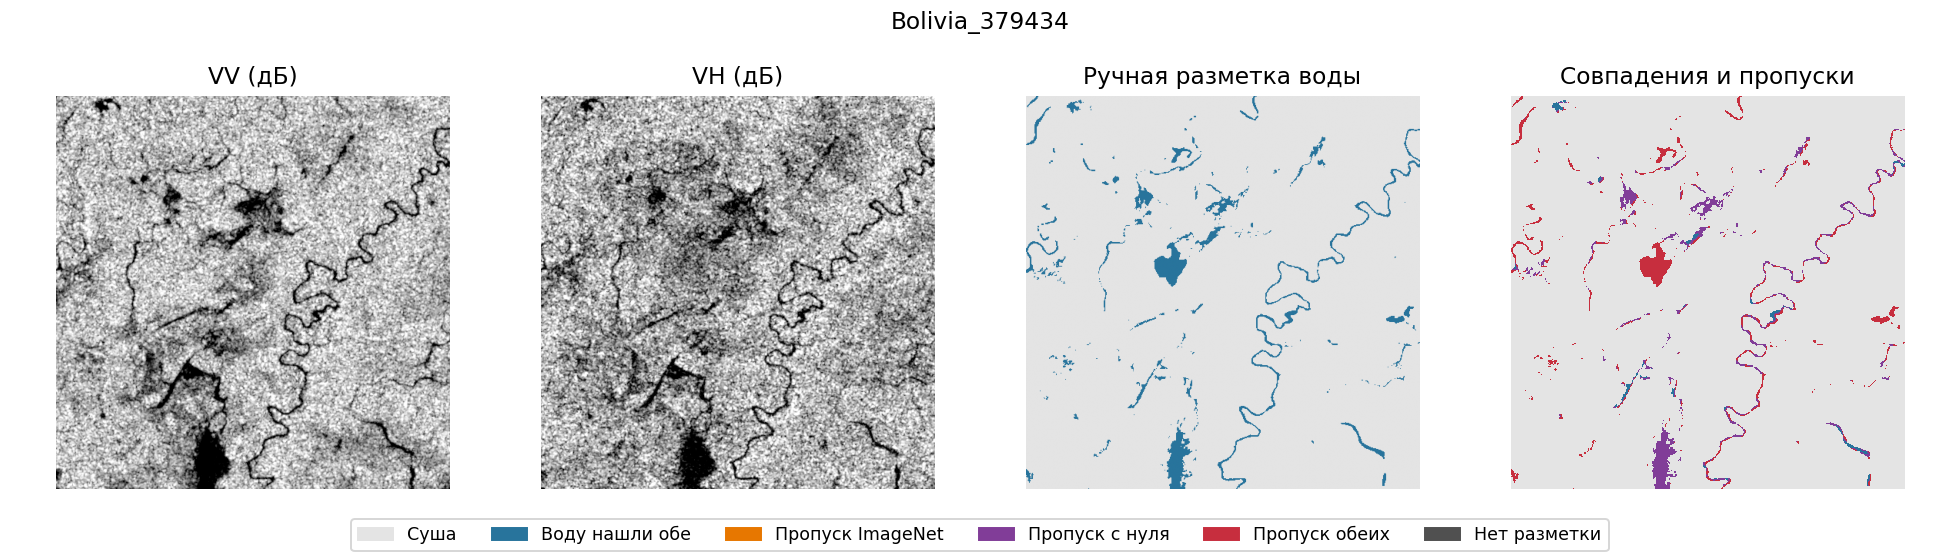 Bolivia_379434
VV (дБ)
VH (дБ)
Ручная разметка воды
Совпадения и пропуски
Суша
Воду нашли обе
Пропуск ImageNet
Пропуск с нуля
Пропуск обеих
Нет разметки